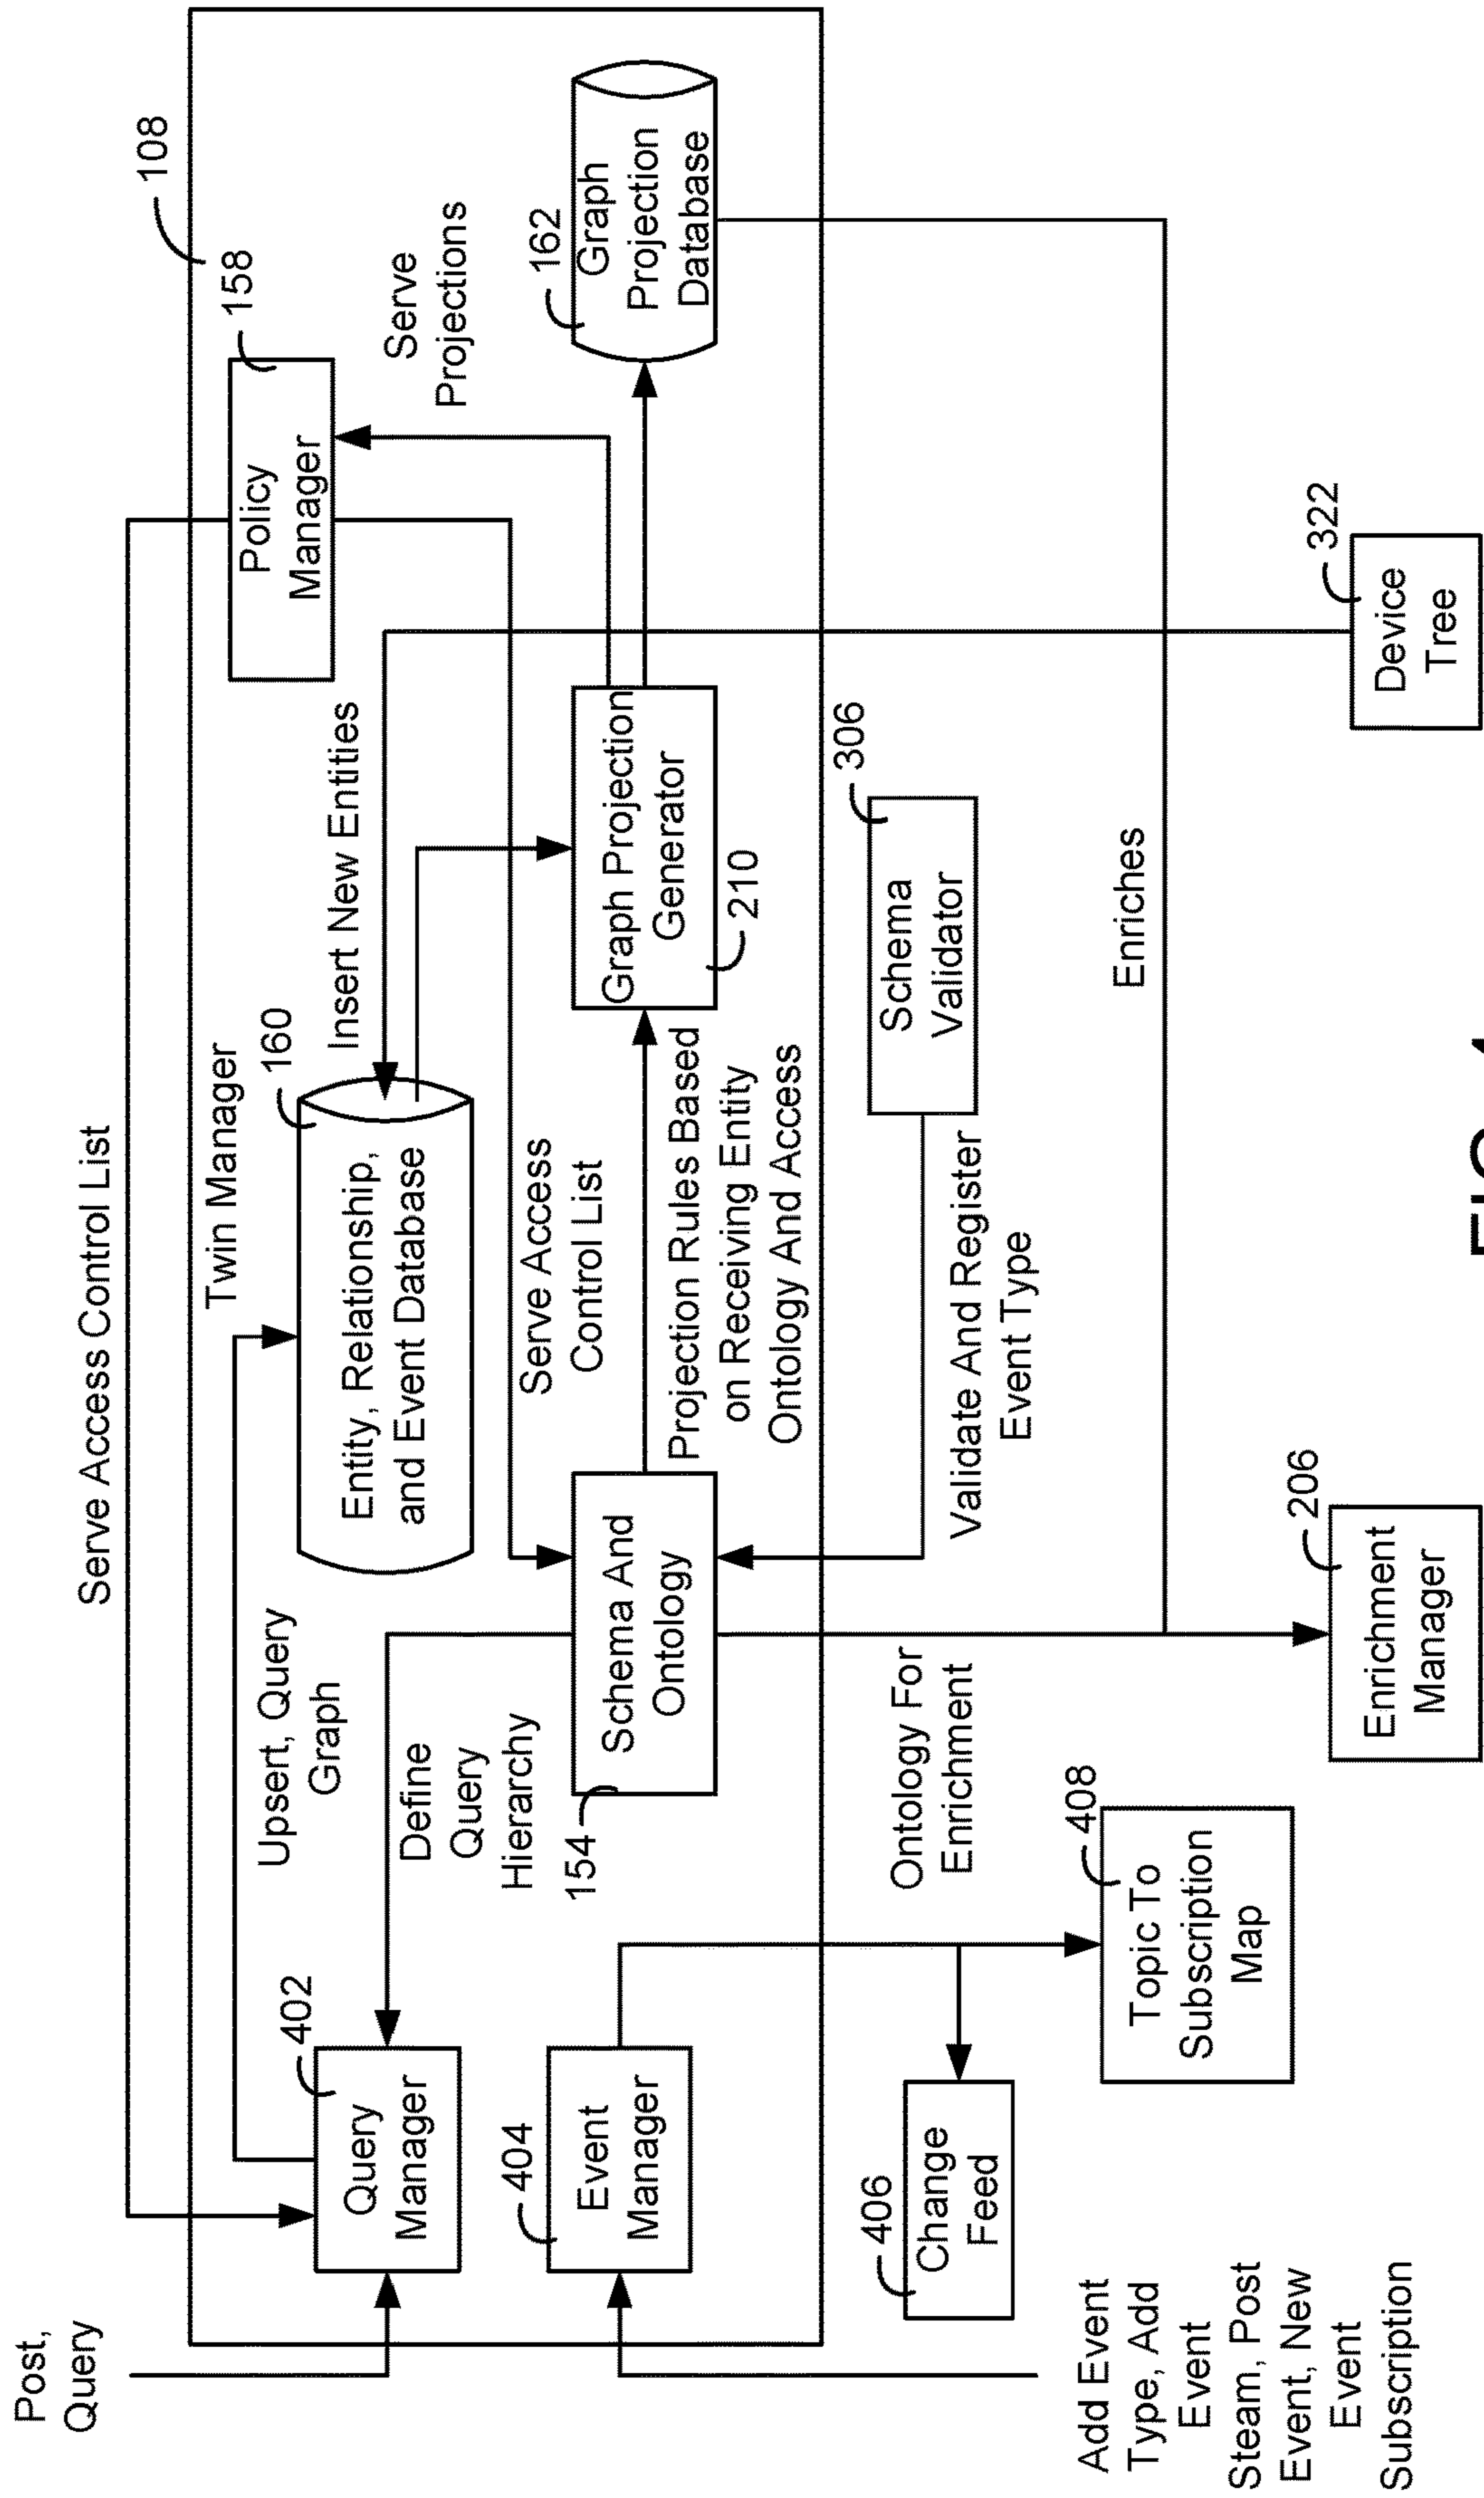 Post,
Query
Serve Access Control List
108
Twin Manager
Upsert, Query
Graph
402
Query
Manager
Define
Query
Hierarchy
160
Entity, Relationship,
and Event Database
Insert New Entities
158
Policy
Manager
Serve
Projections
404
Event
Manager
154
Schema And
Ontology
Serve Access
Control List
Projection Rules Based
on Receiving Entity
Ontology And Access
Graph Projection
Generator
210
162
Graph
Projection
Database
406
Change
Feed
Ontology For
Enrichment
Validate And Register
Event Type
306
Schema
Validator
408
Topic To
Subscription
Map
Enriches
Add Event
Type, Add
Event
Steam, Post
Event, New
Event
Subscription
206
Enrichment
Manager
322
Device
Tree